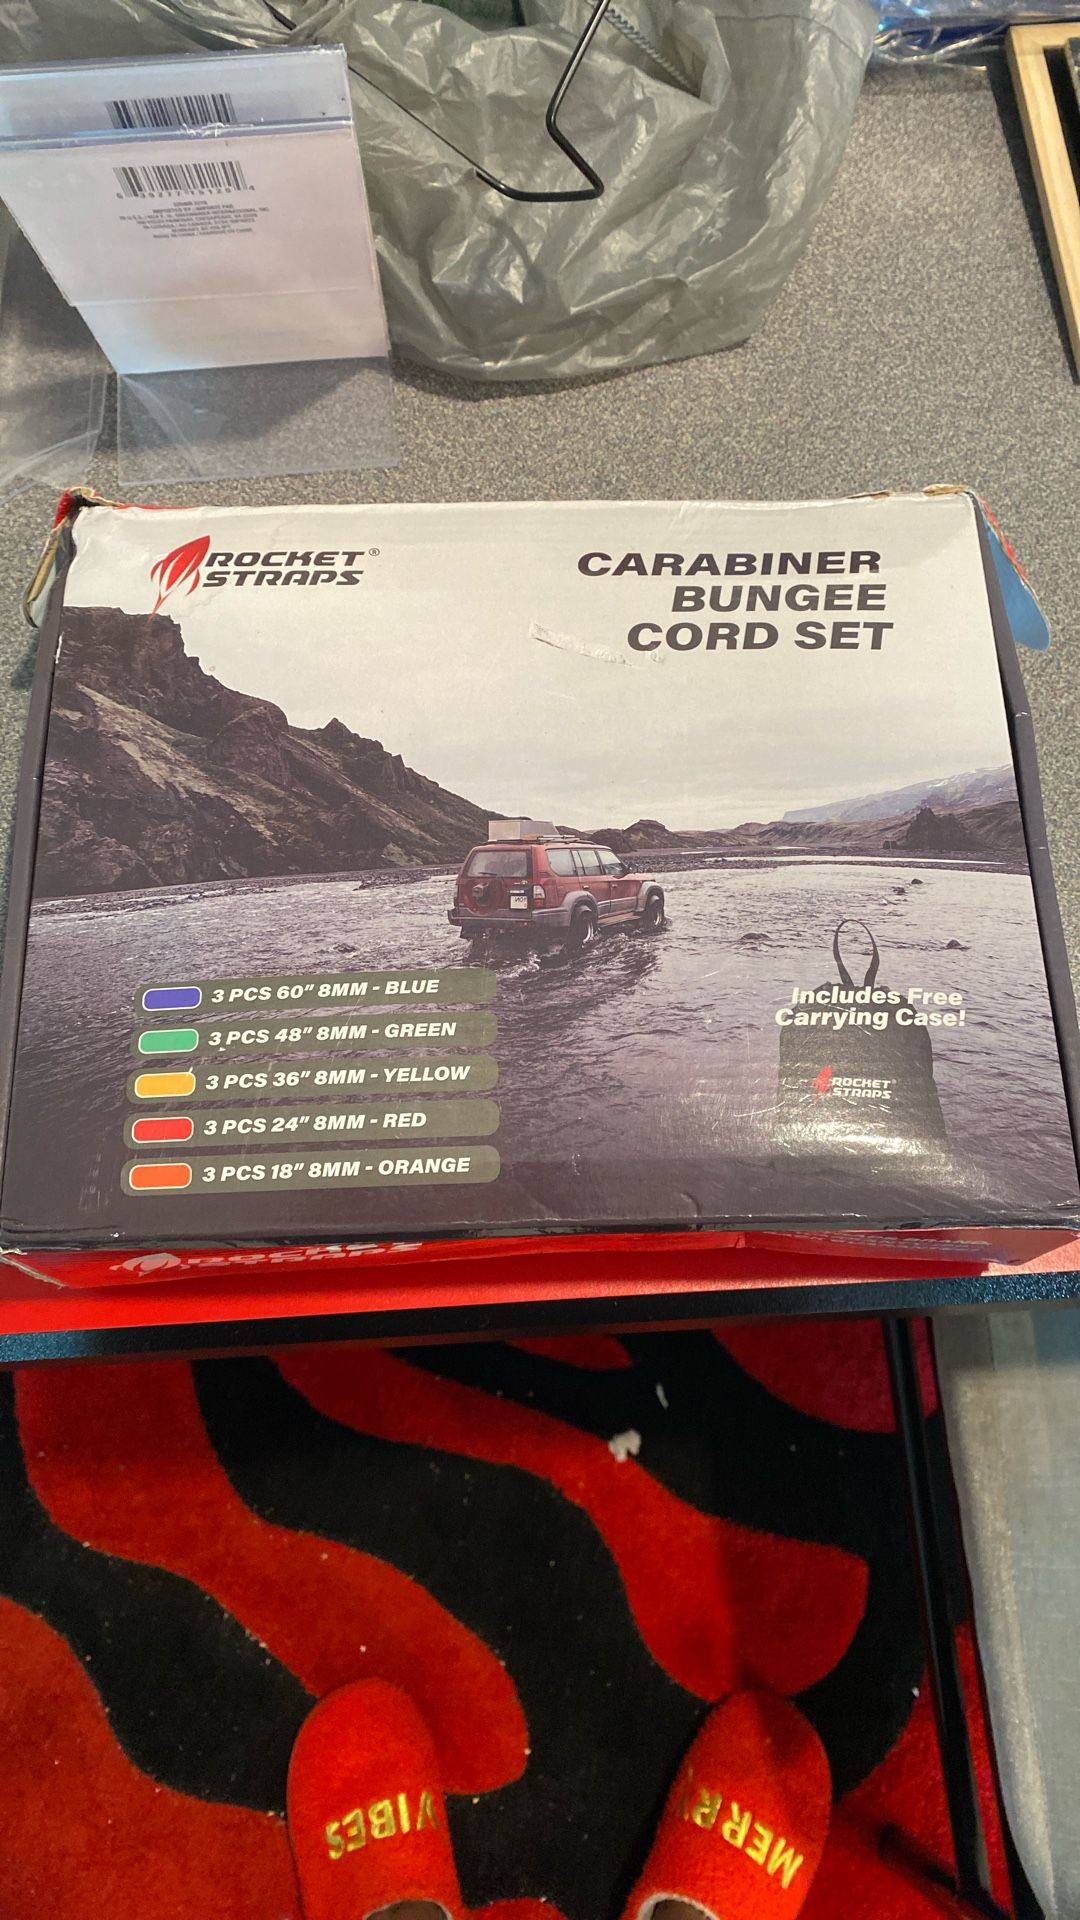 ROCKET®
STRAPS
CARABINER
BUNGEE
CORD SET
3 PCS 60" 8MM - BLUE
3 PCS 48" 8MM - GREEN
3 PCS 36" 8MM - YELLOW
3 PCS 24" 8MM - RED
3 PCS 18" 8MM - ORANGE
Includes Free
Carrying Case!
ROCKET
STRAPS
ROCKET
STRAPS
VIBES
MERRY